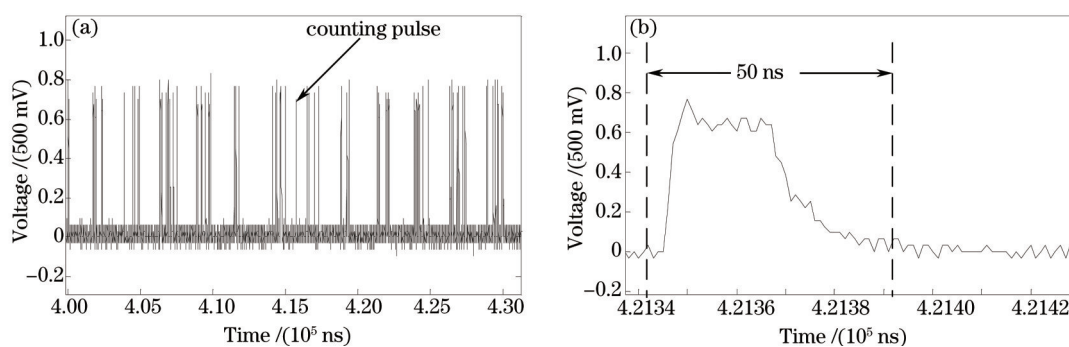 (a)
counting pulse
1.0
0.8
0.6
0.4
0.2
0
−0.2
Voltage /(500 mV)
4.00 4.05 4.10 4.15 4.20 4.25 4.30
Time /(10⁵ ns)
(b)
50 ns
1.0
0.8
0.6
0.4
0.2
0
−0.2
Voltage /(500 mV)
4.2134 4.2136 4.2138 4.2140 4.2142
Time /(10⁵ ns)